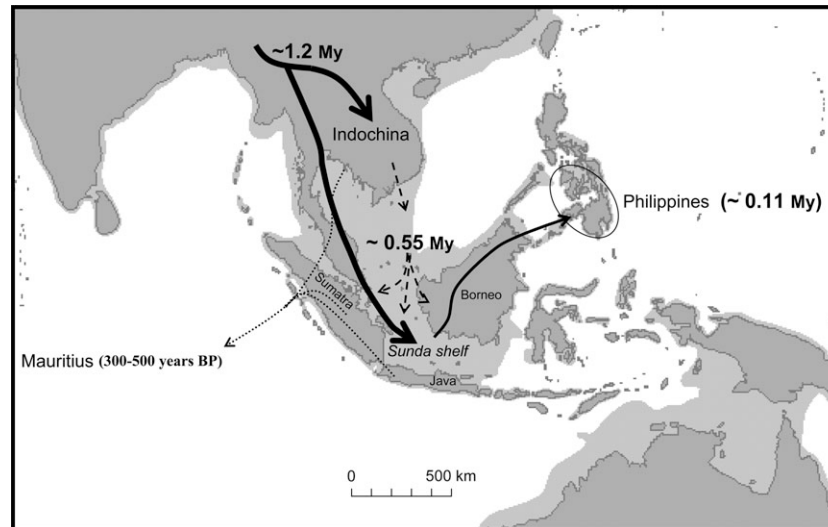 ~1.2 My
Indochina
Philippines (~ 0.11 My)
~ 0.55 My
Sumatra
Borneo
Mauritius (300-500 years BP)
Sunda shelf
Java
0 500 km